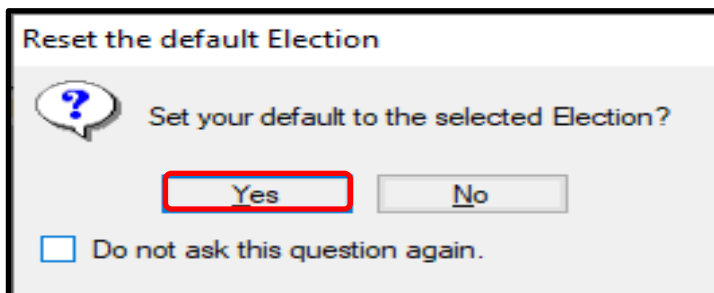 Reset the default Election
?
Set your default to the selected Election?
Yes No
Do not ask this question again.